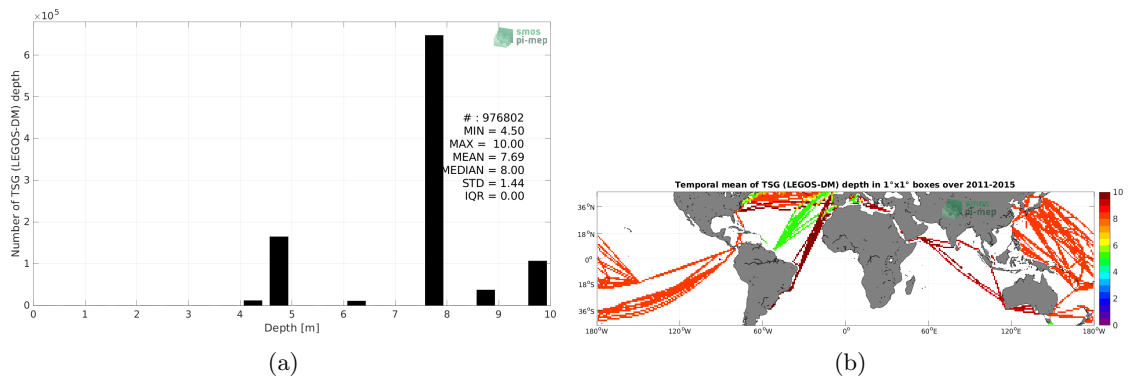 ×10⁵
6
5
4
3
2
1
0
0 1 2 3 4 5 6 7 8 9 10
Number of TSG (LEGOS-DM) depth
Depth [m]
smos
pi-mep
# : 976802
MIN = 4.50
MAX = 10.00
MEAN = 7.69
MEDIAN = 8.00
STD = 1.44
IQR = 0.00
(a)
Temporal mean of TSG (LEGOS-DM) depth in 1°x1° boxes over 2011-2015
smos
pi-mep
36°N
18°N
0°
18°S
36°S
180°W 120°W 60°W 0° 60°E 120°E 180°W
10
8
6
4
2
0
(b)